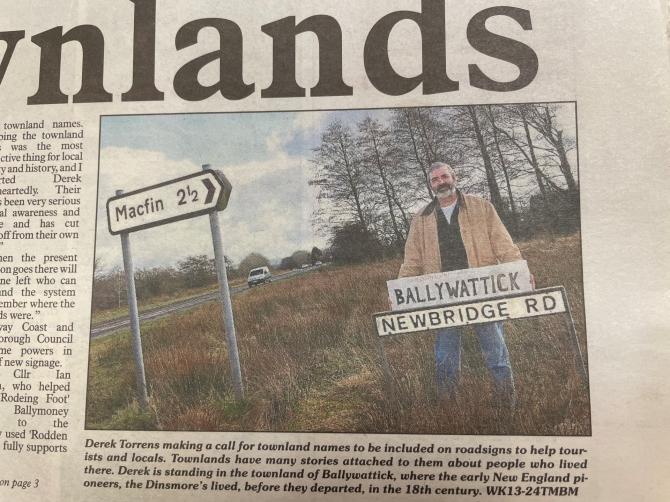 wnlands
townland names.
ping the townland
was the most
ctive thing for local
y and history, and I
rted Derek
heartedly. Their
s been very serious
al awareness and
e and has cut
off from their own
"
hen the present
on goes there will
ne left who can
and the system
ember where the
ds were."
way Coast and
orough Council
me powers in
f new signage.
Cllr Ian
n, who helped
'Rodeing Foot'
Ballymoney
to the
y used 'Rodden
fully supports
on page 3
Macfin 2½
BALLYWATTICK
NEWBRIDGE RD
Derek Torrens making a call for townland names to be included on roadsigns to help tour-
ists and locals. Townlands have many stories attached to them about people who lived
there. Derek is standing in the townland of Ballywattick, where the early New England pi-
oneers, the Dinsmore's lived, before they departed, in the 18th century. WK13-24TMBM